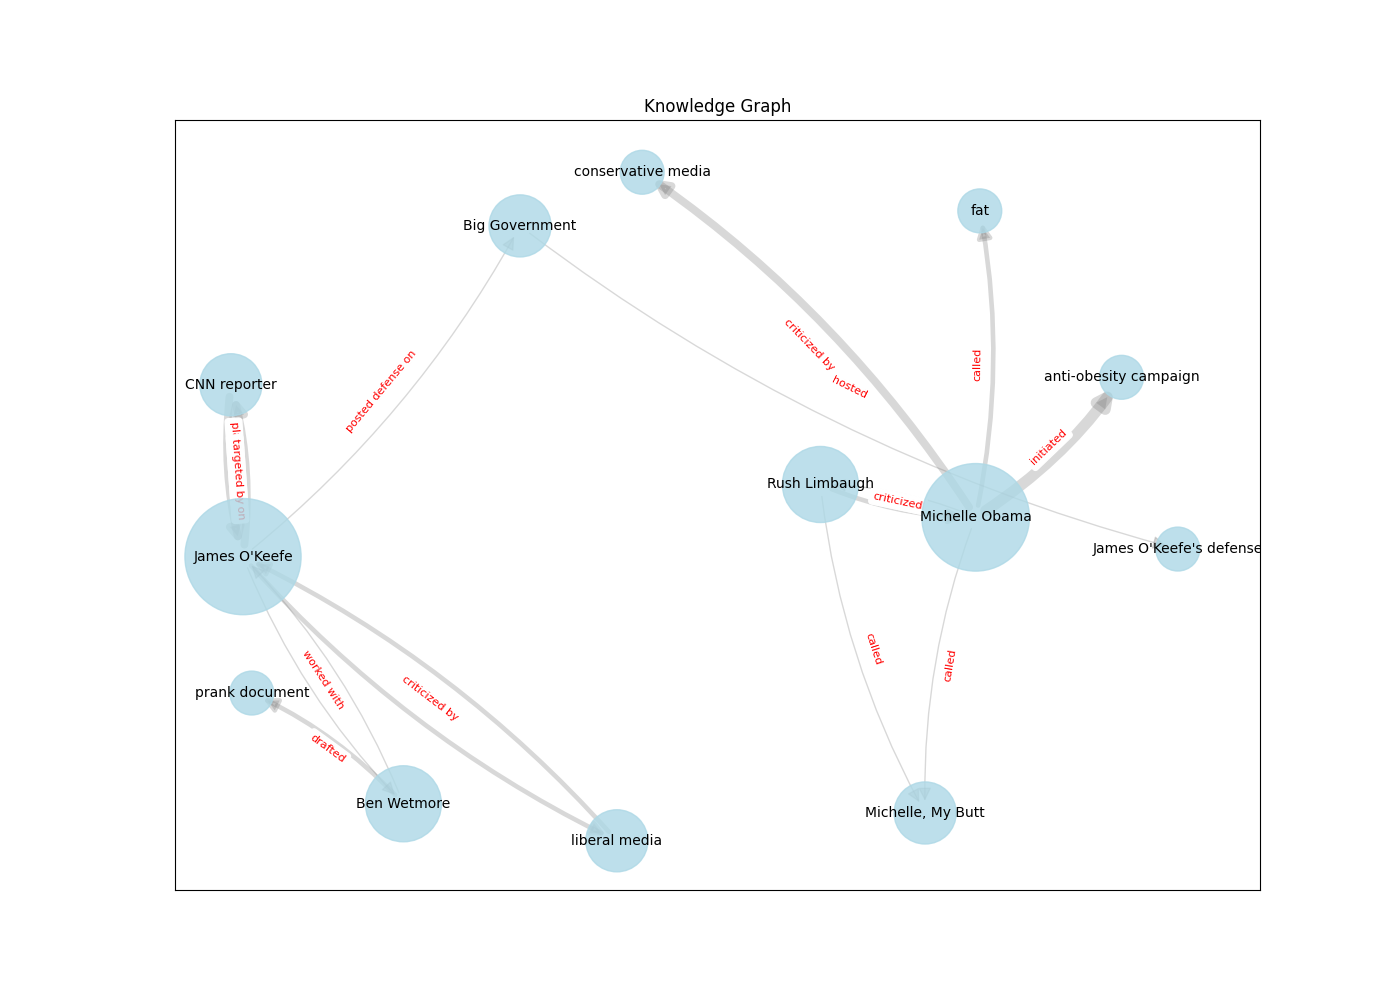 Knowledge Graph
conservative media
fat
Big Government
criticized by
hosted
called
posted defense on
anti-obesity campaign
CNN reporter
initiated
targeted by
on
Rush Limbaugh
criticized
Michelle Obama
James O'Keefe
James O'Keefe's defense
called
called
worked with
criticized by
prank document
drafted
Ben Wetmore
Michelle, My Butt
liberal media